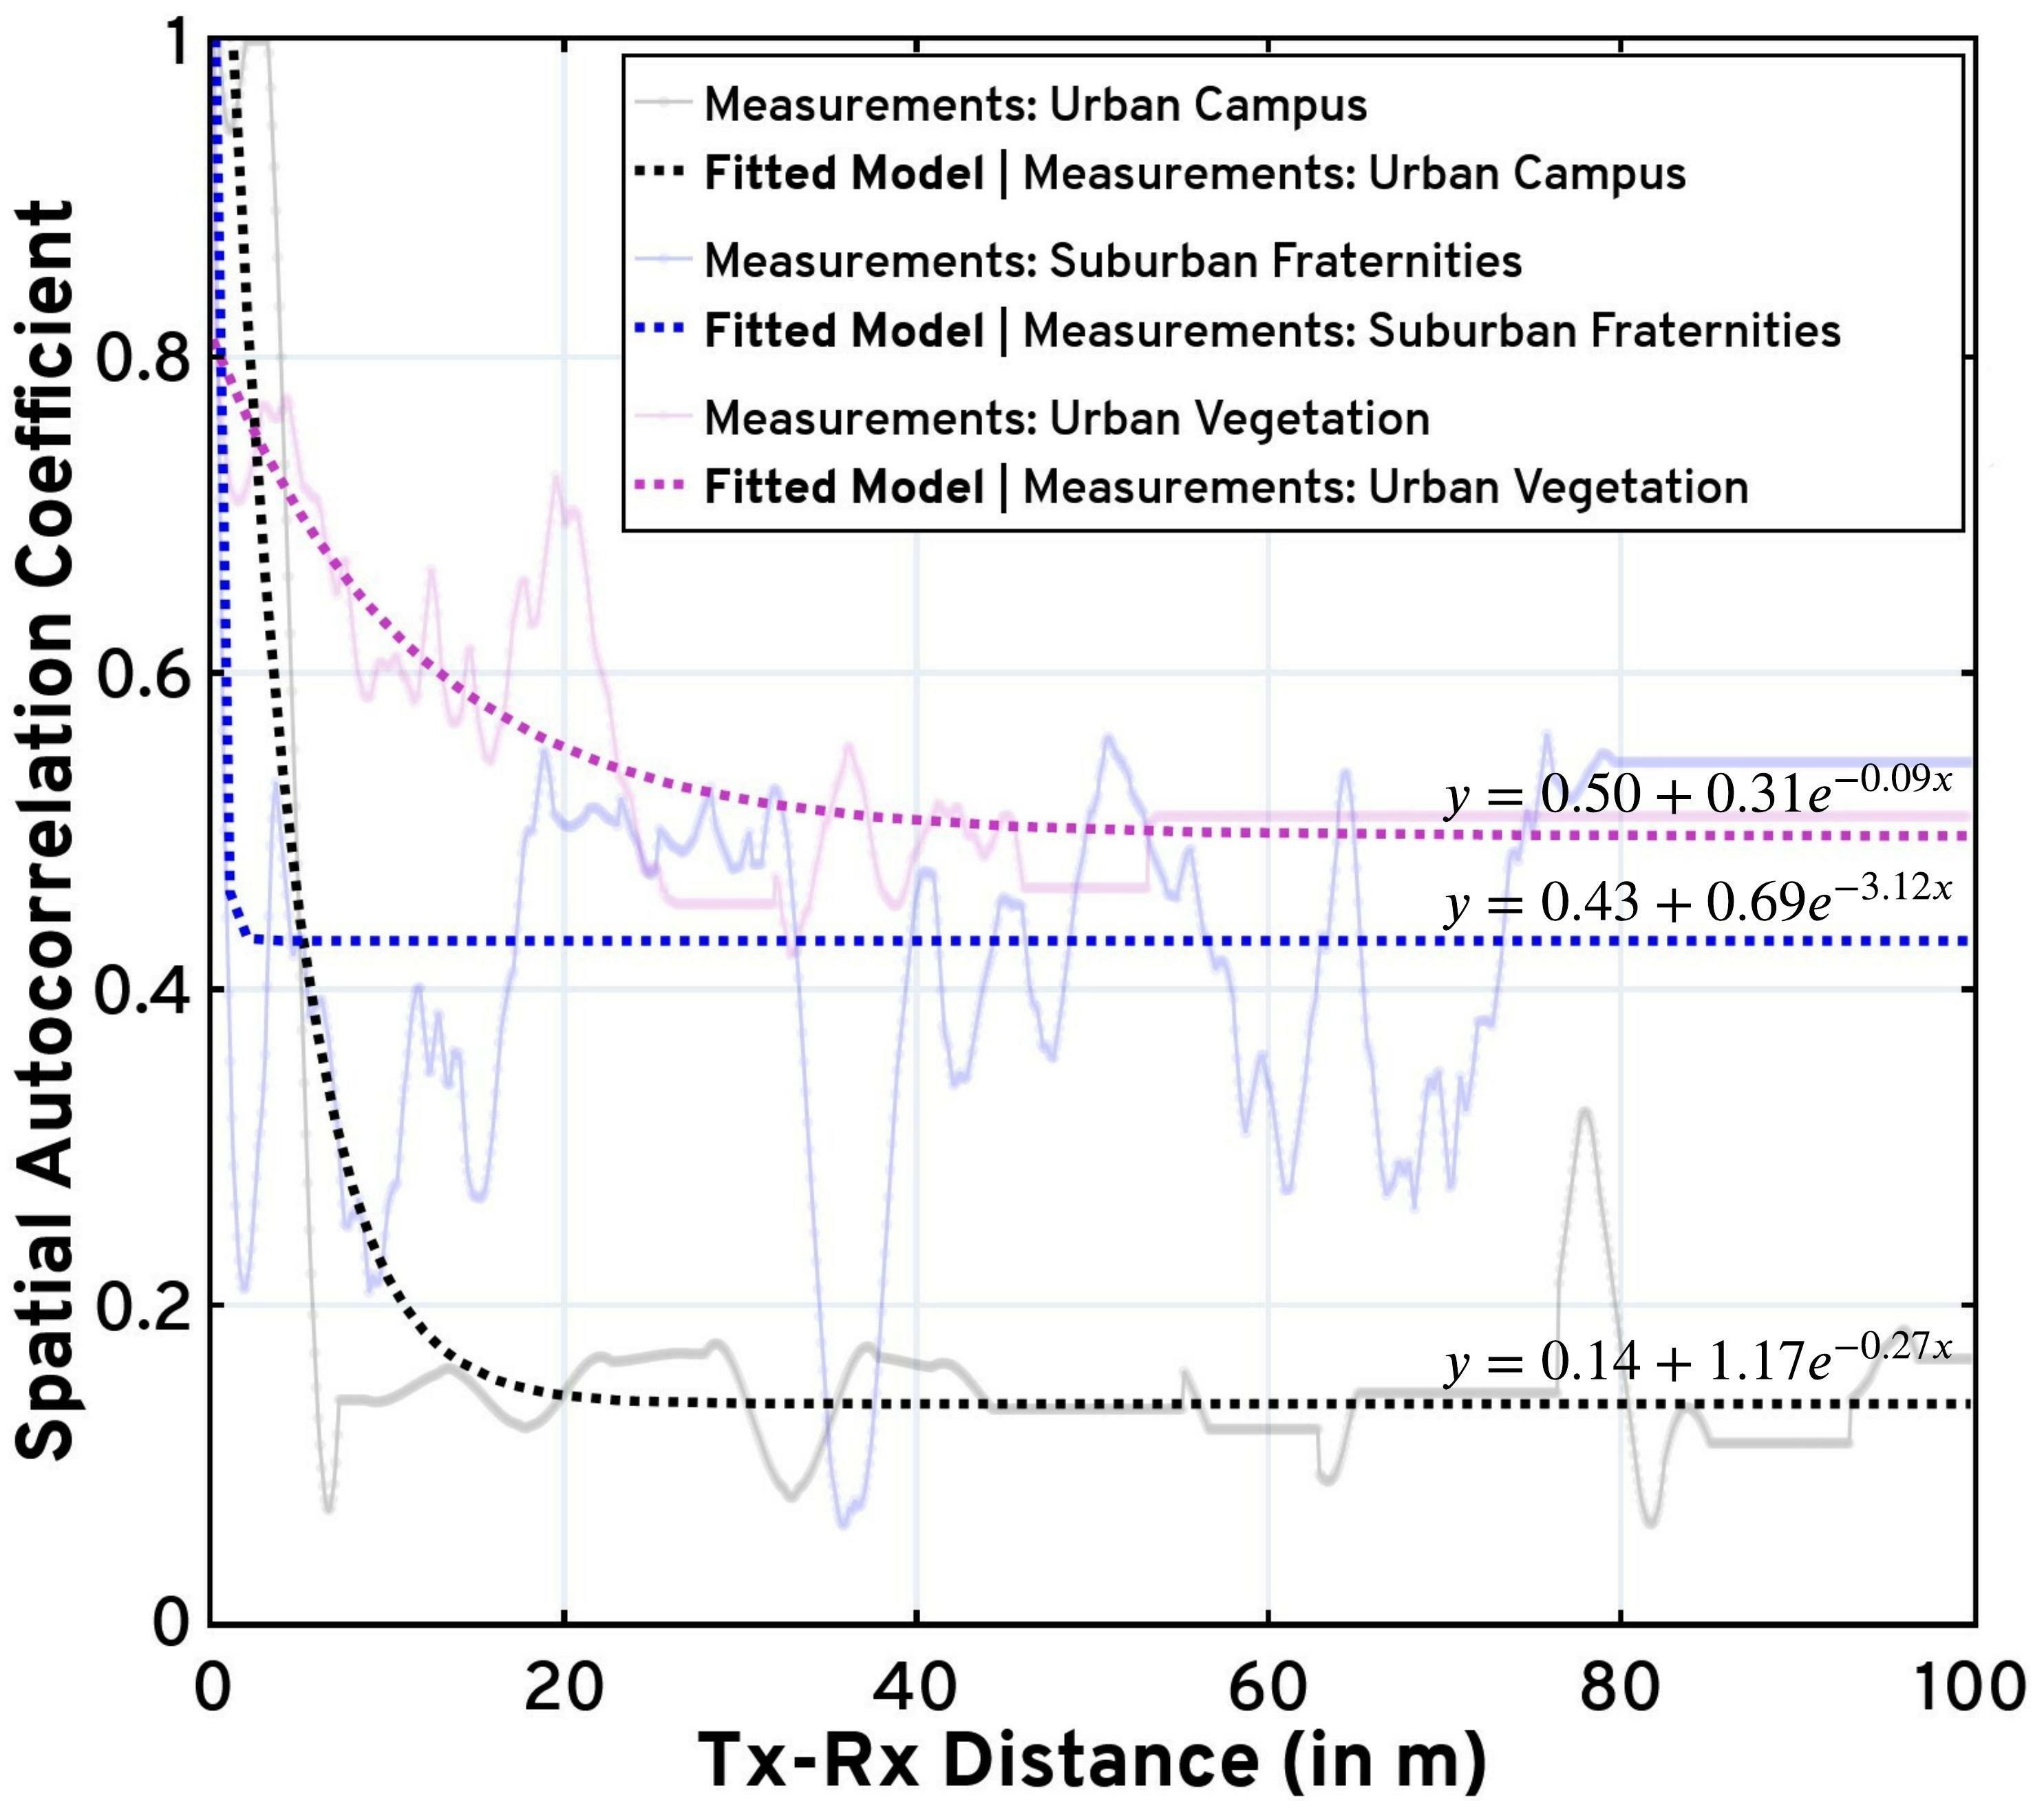 Spatial Autocorrelation Coefficient
1
0.8
0.6
0.4
0.2
0
Measurements: Urban Campus
Fitted Model | Measurements: Urban Campus
Measurements: Suburban Fraternities
Fitted Model | Measurements: Suburban Fraternities
Measurements: Urban Vegetation
Fitted Model | Measurements: Urban Vegetation
y = 0.50 + 0.31e^{−0.09x}
y = 0.43 + 0.69e^{−3.12x}
y = 0.14 + 1.17e^{−0.27x}
0 20 40 60 80 100
Tx-Rx Distance (in m)